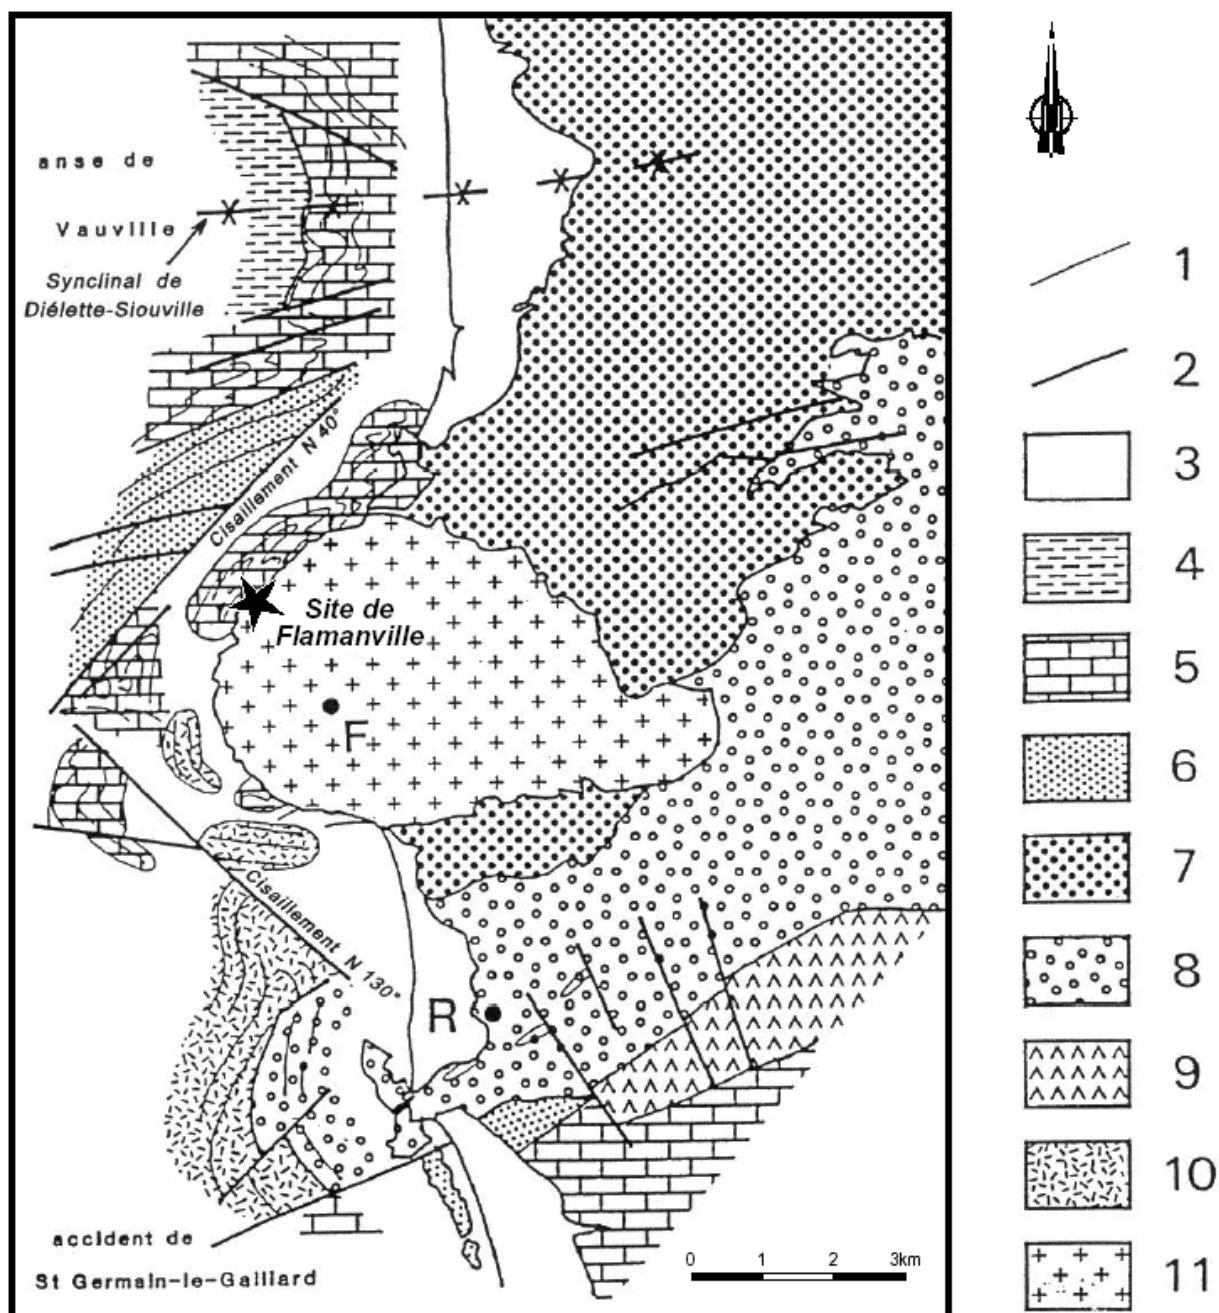 anse de
Vauville
Synclinal de
Diélette-Siouville
Cisaillement N 40°
Site de
Flamanville
F
Cisaillement N 130°
R
accident de
St Germain-le-Gaillard
0 1 2 3km
1
2
3
4
5
6
7
8
9
10
11